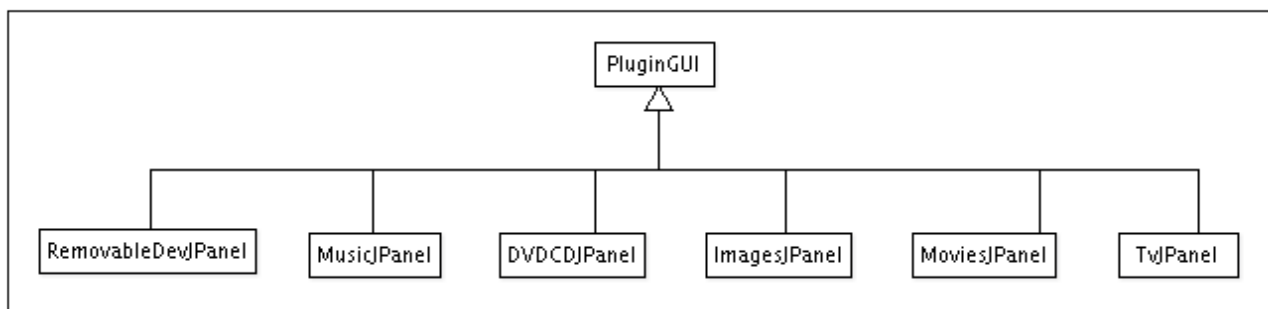 PluginGUI
RemovableDevJPanel
MusicJPanel
DVDCDJPanel
ImagesJPanel
MoviesJPanel
TvJPanel